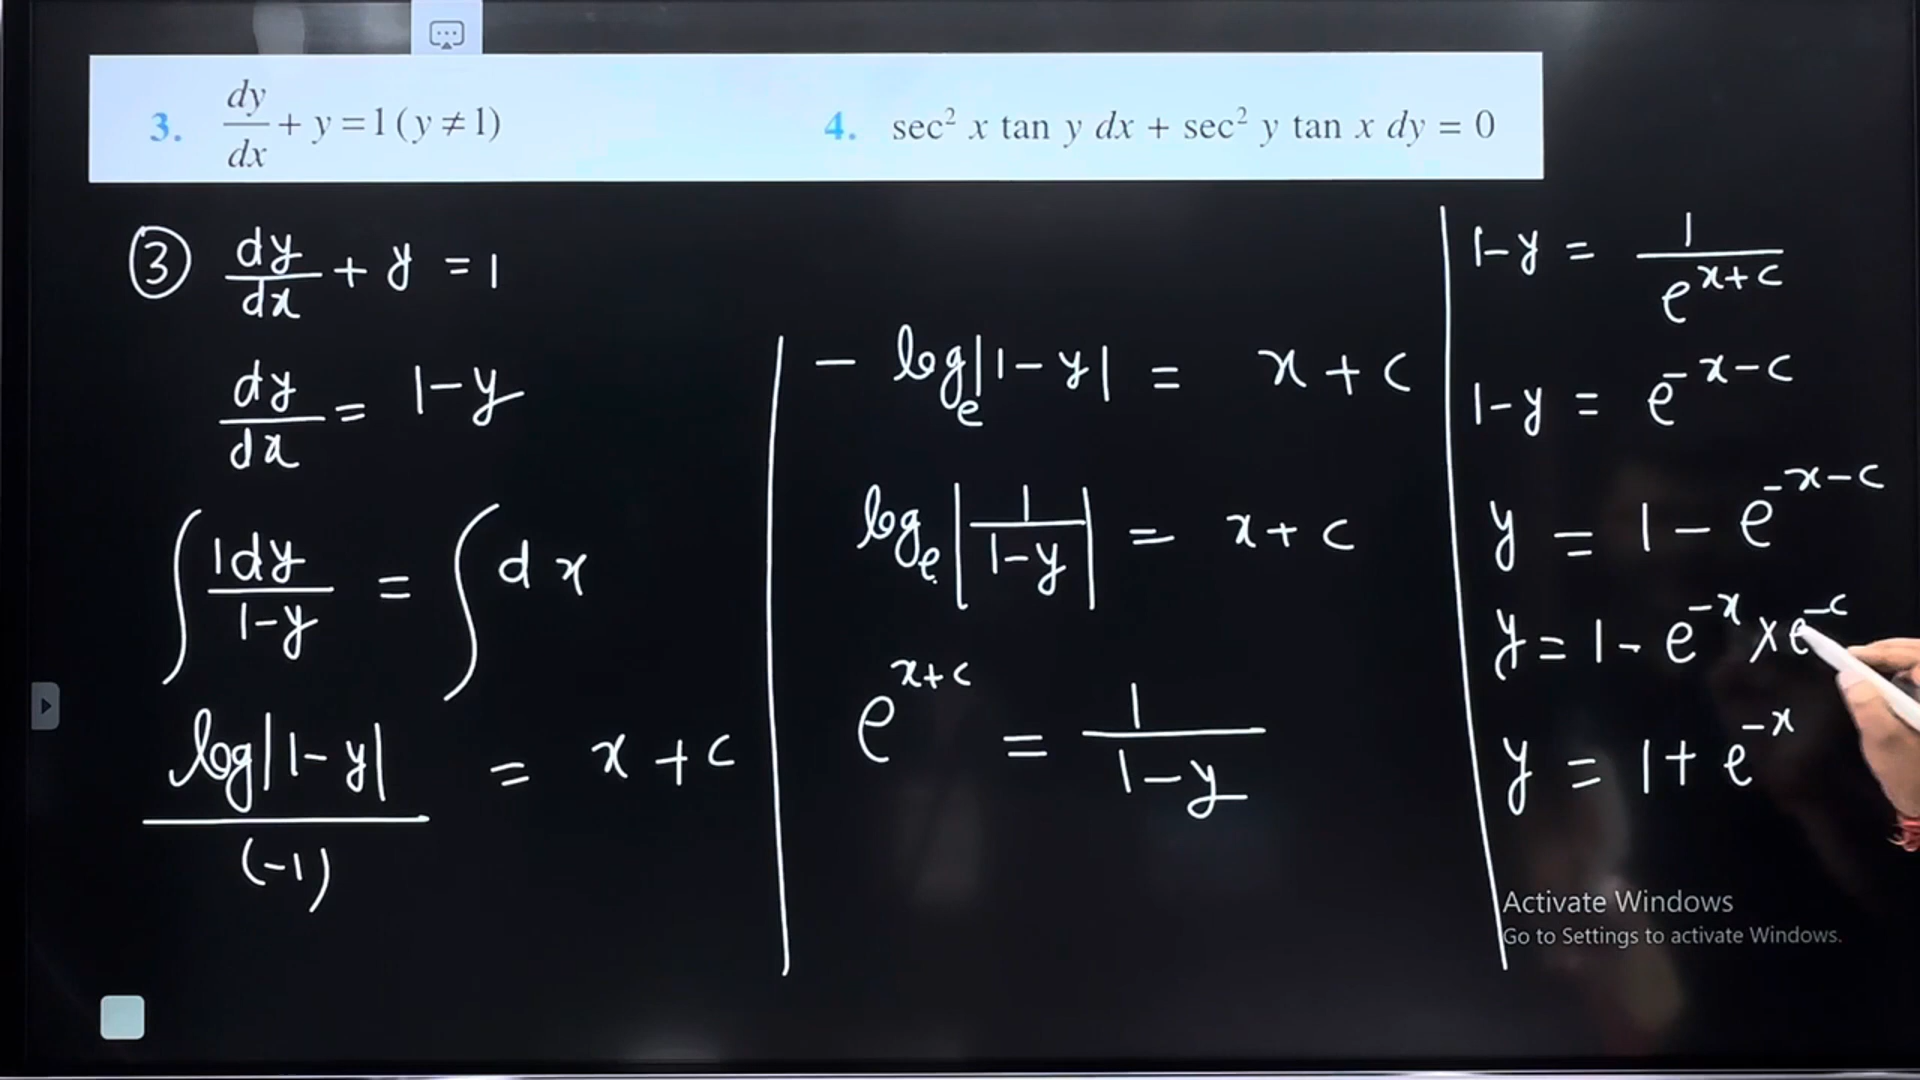 3. dy/dx + y = 1 (y ≠ 1)
4. sec² x tan y dx + sec² y tan x dy = 0
③ dy/dx + y = 1
dy/dx = 1-y
∫ 1dy/1-y = ∫ dx
log|1-y|/(-1) = x + c
- logₑ|1-y| = x + c
logₑ|1/1-y| = x + c
e^x+c = 1/1-y
1-y = 1/e^x+c
1-y = e^-x-c
y = 1 - e^-x-c
y = 1 - e^-x × e^-c
y = 1 + e^-x
Activate Windows
Go to Settings to activate Windows.